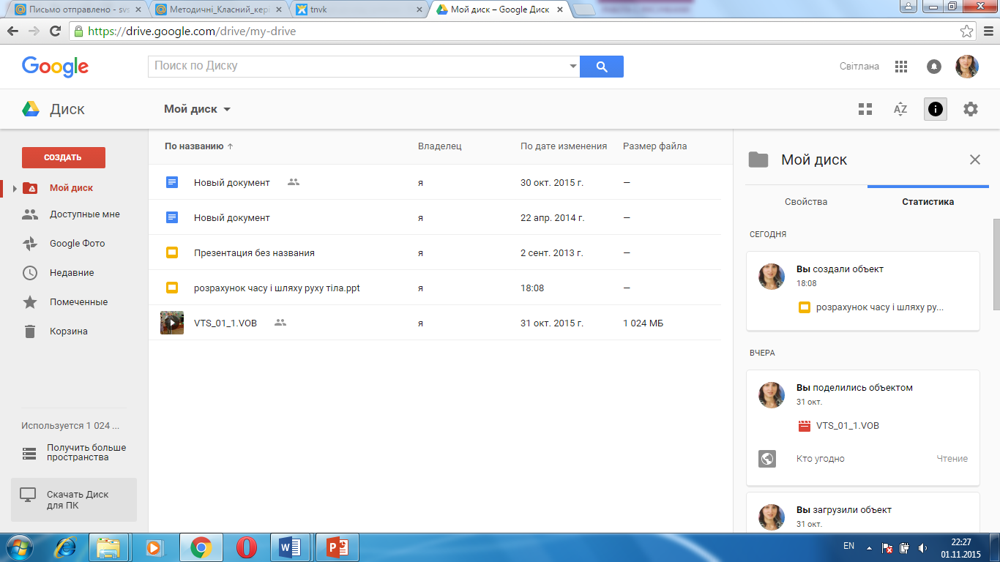 Письмо отправлено - svs
Методичні_Класний_кері
tnvk
Мой диск – Google Диск
https://drive.google.com/drive/my-drive
Google
Поиск по Диску
Світлана
Диск
Мой диск
AZ
СОЗДАТЬ
Мой диск
Доступные мне
Google Фото
Недавние
Помеченные
Корзина
Используется 1 024 ...
Получить больше
пространства
Скачать Диск
для ПК
По названию Владелец По дате изменения Размер файла
Новый документ я 30 окт. 2015 г. —
Новый документ я 22 апр. 2014 г. —
Презентация без названия я 2 сент. 2013 г. —
розрахунок часу і шляху руху тіла.ppt я 18:08 —
VTS_01_1.VOB я 31 окт. 2015 г. 1 024 МБ
Мой диск
Свойства Статистика
СЕГОДНЯ
Вы создали объект
18:08
розрахунок часу і шляху ру...
ВЧЕРА
Вы поделились объектом
31 окт.
VTS_01_1.VOB
Кто угодно Чтение
Вы загрузили объект
31 окт.
EN
22:27
01.11.2015